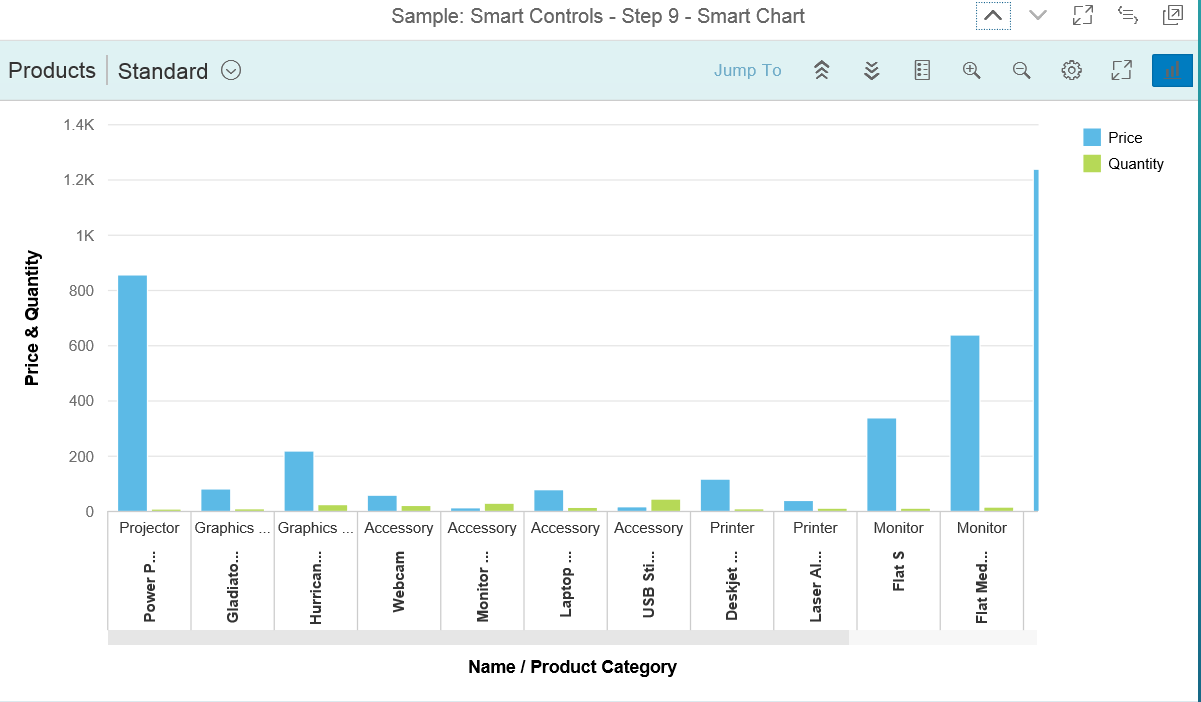 Sample: Smart Controls - Step 9 - Smart Chart
Products
Standard
Jump To
1.4K
1.2K
1K
800
600
400
200
0
Price & Quantity
Price
Quantity
Projector
Graphics ...
Graphics ...
Accessory
Accessory
Accessory
Accessory
Printer
Printer
Monitor
Monitor
Power P...
Gladiato...
Hurrican...
Webcam
Monitor ...
Laptop ...
USB Sti...
Deskjet ...
Laser Al...
Flat S
Flat Med...
Name / Product Category